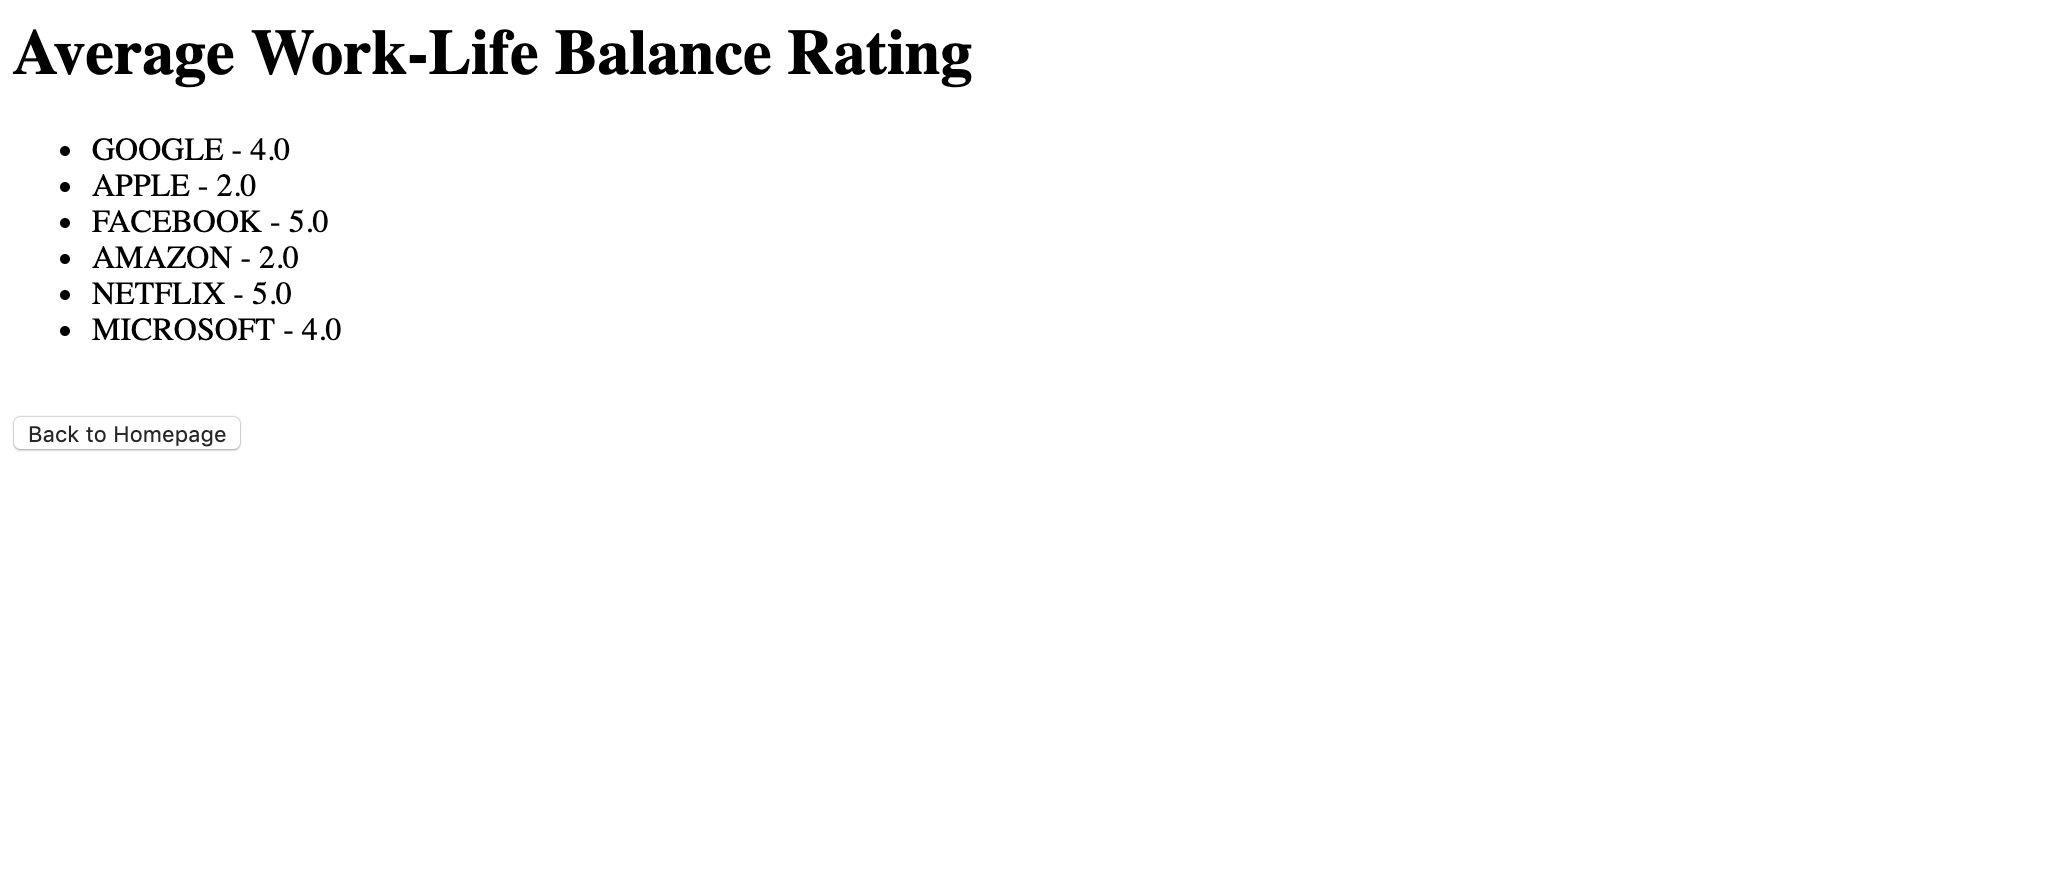 Average Work-Life Balance Rating
• GOOGLE - 4.0
• APPLE - 2.0
• FACEBOOK - 5.0
• AMAZON - 2.0
• NETFLIX - 5.0
• MICROSOFT - 4.0
Back to Homepage